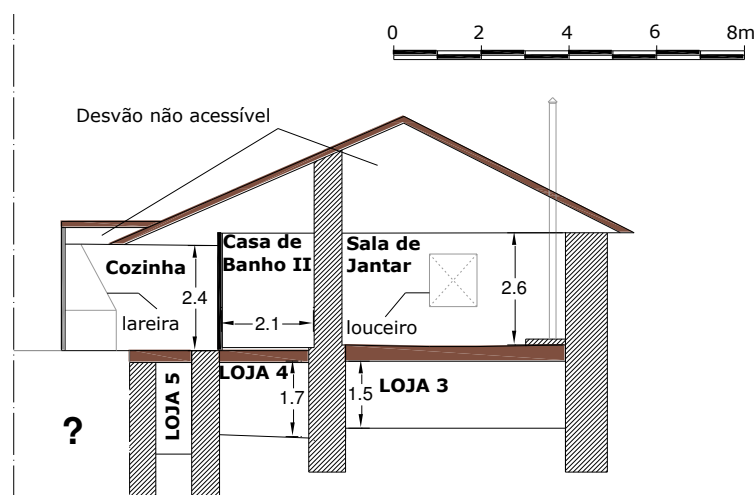 0 2 4 6 8m
Desvão não acessível
Casa de
Banho II
Sala de
Jantar
Cozinha
2.4
2.6
lareira
2.1
louceiro
LOJA 4
LOJA 5
1.7
1.5
LOJA 3
?